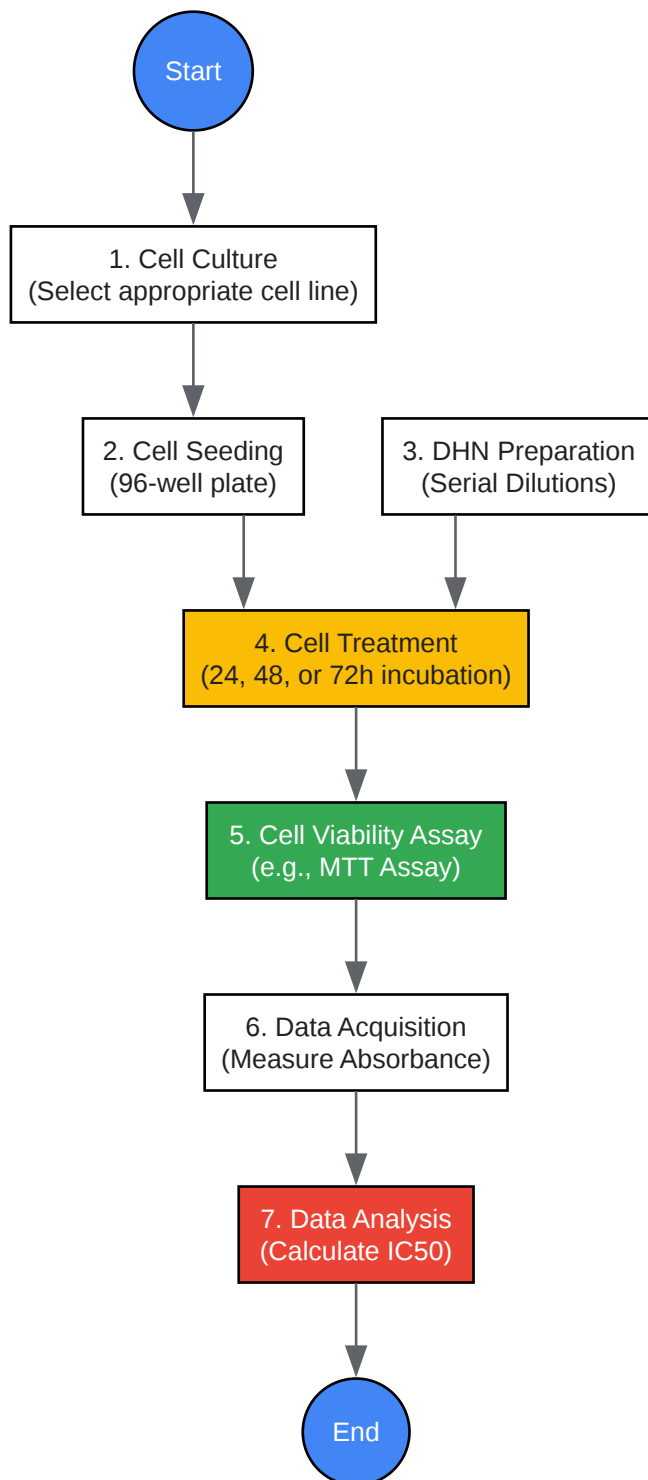 Start
1. Cell Culture
(Select appropriate cell line)
2. Cell Seeding
(96-well plate)
3. DHN Preparation
(Serial Dilutions)
4. Cell Treatment
(24, 48, or 72h incubation)
5. Cell Viability Assay
(e.g., MTT Assay)
6. Data Acquisition
(Measure Absorbance)
7. Data Analysis
(Calculate IC50)
End